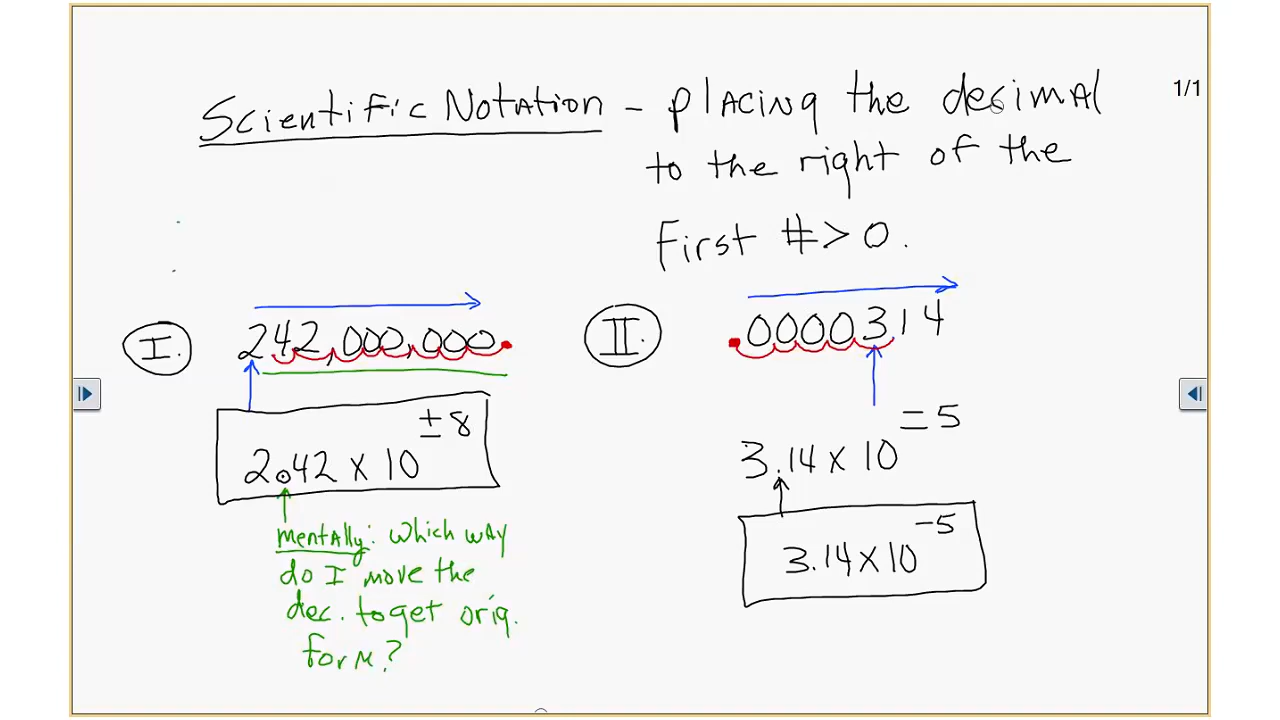 Scientific Notation - placing the decimal
to the right of the
First # > 0.
1/1
I. 242,000,000.
2.42 x 10 ± 8
mentally: which way
do I move the
dec. to get orig.
form?
II .0000314
3.14 x 10 = 5
3.14 x 10 -5